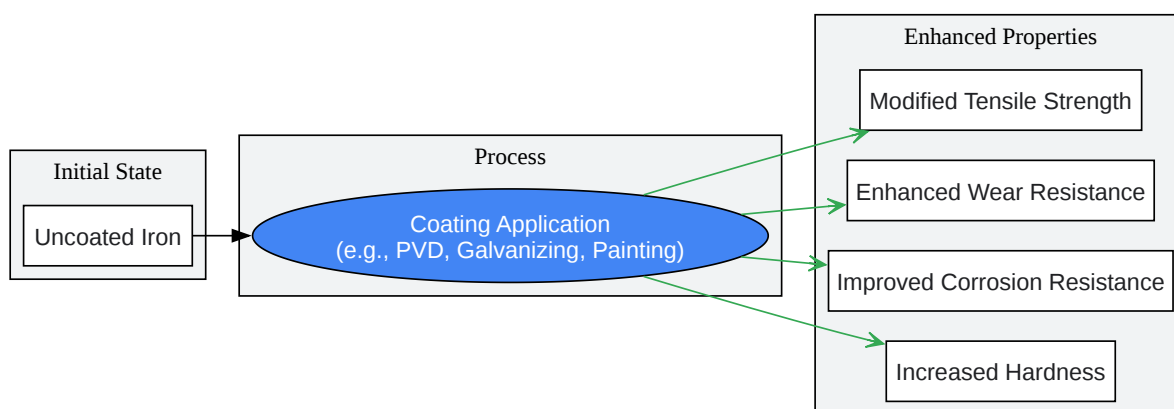 Initial State
Uncoated Iron
Process
Coating Application
(e.g., PVD, Galvanizing, Painting)
Enhanced Properties
Modified Tensile Strength
Enhanced Wear Resistance
Improved Corrosion Resistance
Increased Hardness